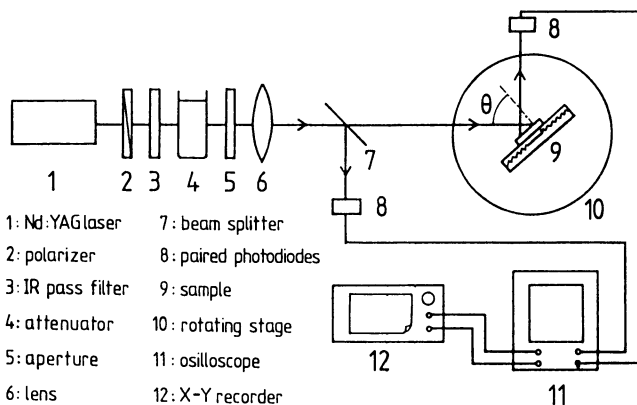 8
θ
9
1 2 3 4 5 6
7
8
10
1: Nd:YAG laser
2: polarizer
3: IR pass filter
4: attenuator
5: aperture
6: lens
7: beam splitter
8: paired photodiodes
9: sample
10: rotating stage
11: osilloscope
12: X-Y recorder
12
11